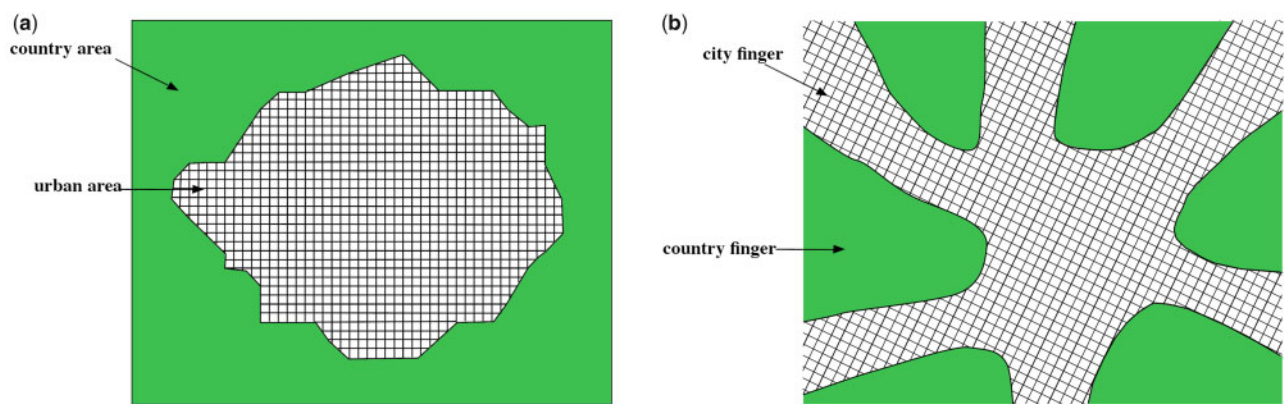 (a)
country area
urban area
(b)
city finger
country finger